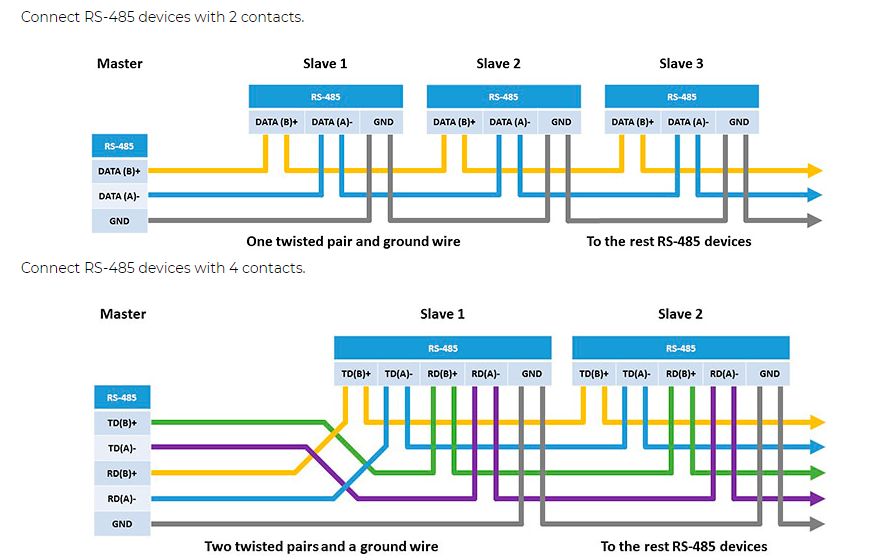 Connect RS-485 devices with 2 contacts.
Master Slave 1 Slave 2 Slave 3
RS-485 RS-485 RS-485
DATA (B)+ DATA (A)- GND DATA (B)+ DATA (A)- GND DATA (B)+ DATA (A)- GND
RS-485
DATA (B)+
DATA (A)-
GND
One twisted pair and ground wire To the rest RS-485 devices
Connect RS-485 devices with 4 contacts.
Master Slave 1 Slave 2
RS-485 RS-485
TD(B)+ TD(A)- RD(B)+ RD(A)- GND TD(B)+ TD(A)- RD(B)+ RD(A)- GND
RS-485
TD(B)+
TD(A)-
RD(B)+
RD(A)-
GND
Two twisted pairs and a ground wire To the rest RS-485 devices